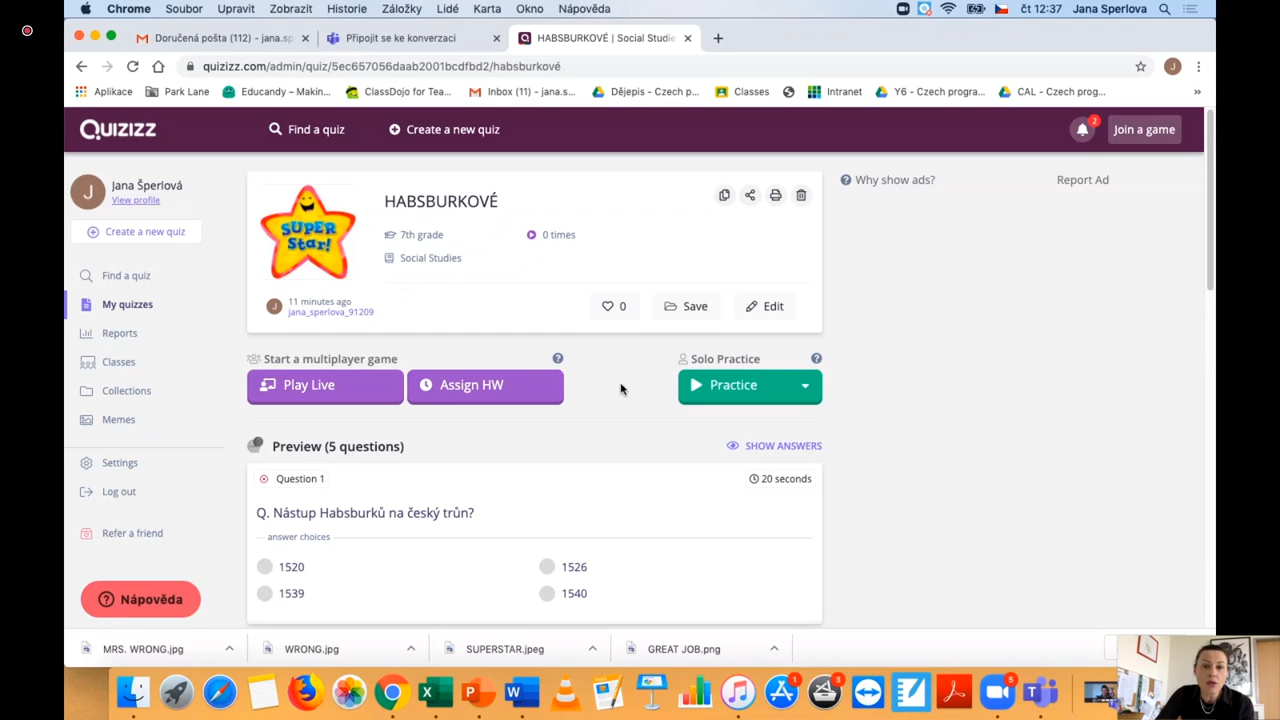 Chrome Soubor Upravit Zobrazit Historie Záložky Lidé Karta Okno Nápověda čt 12:37 Jana Sperlova
Doručená pošta (112) - jana.sp Připojit se ke konverzaci HABSBURKOVÉ | Social Studie
quizizz.com/admin/quiz/5ec657056daab2001bcdfbd2/habsburkové
Aplikace Park Lane Educandy – Makin... ClassDojo for Tea... Inbox (11) - jana.s... Dějepis - Czech p... Classes Intranet Y6 - Czech progra... CAL - Czech prog... »
Quizizz Find a quiz Create a new quiz 2 Join a game
J Jana Šperlová
View profile
Create a new quiz
Find a quiz
My quizzes
Reports
Classes
Collections
Memes
Settings
Log out
Refer a friend
Nápověda
SUPER
Star!
HABSBURKOVÉ
7th grade 0 times
Social Studies
J 11 minutes ago
jana_sperlova_91209
0 Save Edit
Why show ads? Report Ad
Start a multiplayer game Solo Practice
Play Live Assign HW Practice
Preview (5 questions) SHOW ANSWERS
Question 1 20 seconds
Q. Nástup Habsburků na český trůn?
answer choices
1520 1526
1539 1540
MRS. WRONG.jpg WRONG.jpg SUPERSTAR.jpeg GREAT JOB.png
1 3 5